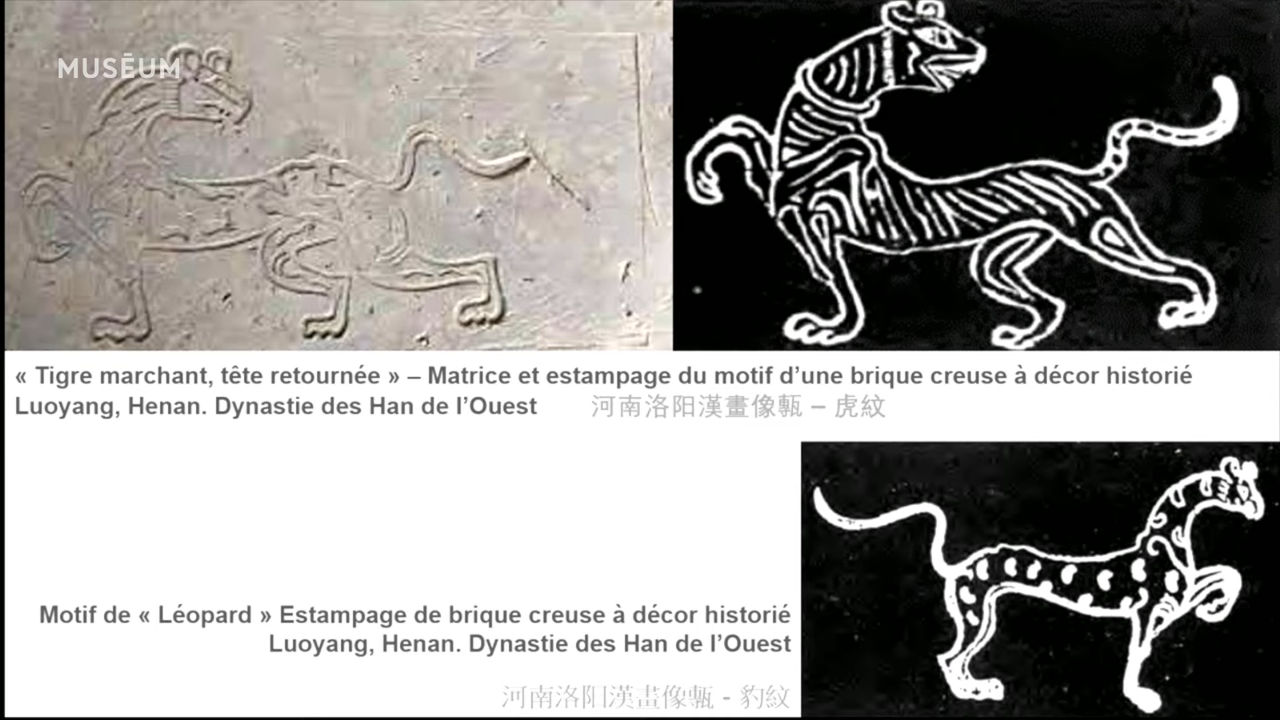 MUSĒUM
« Tigre marchant, tête retournée » – Matrice et estampage du motif d’une brique creuse à décor historié
Luoyang, Henan. Dynastie des Han de l’Ouest 河南洛阳漢畫像甎 – 虎紋
Motif de « Léopard » Estampage de brique creuse à décor historié
Luoyang, Henan. Dynastie des Han de l’Ouest
河南洛阳漢畫像甎 - 豹紋